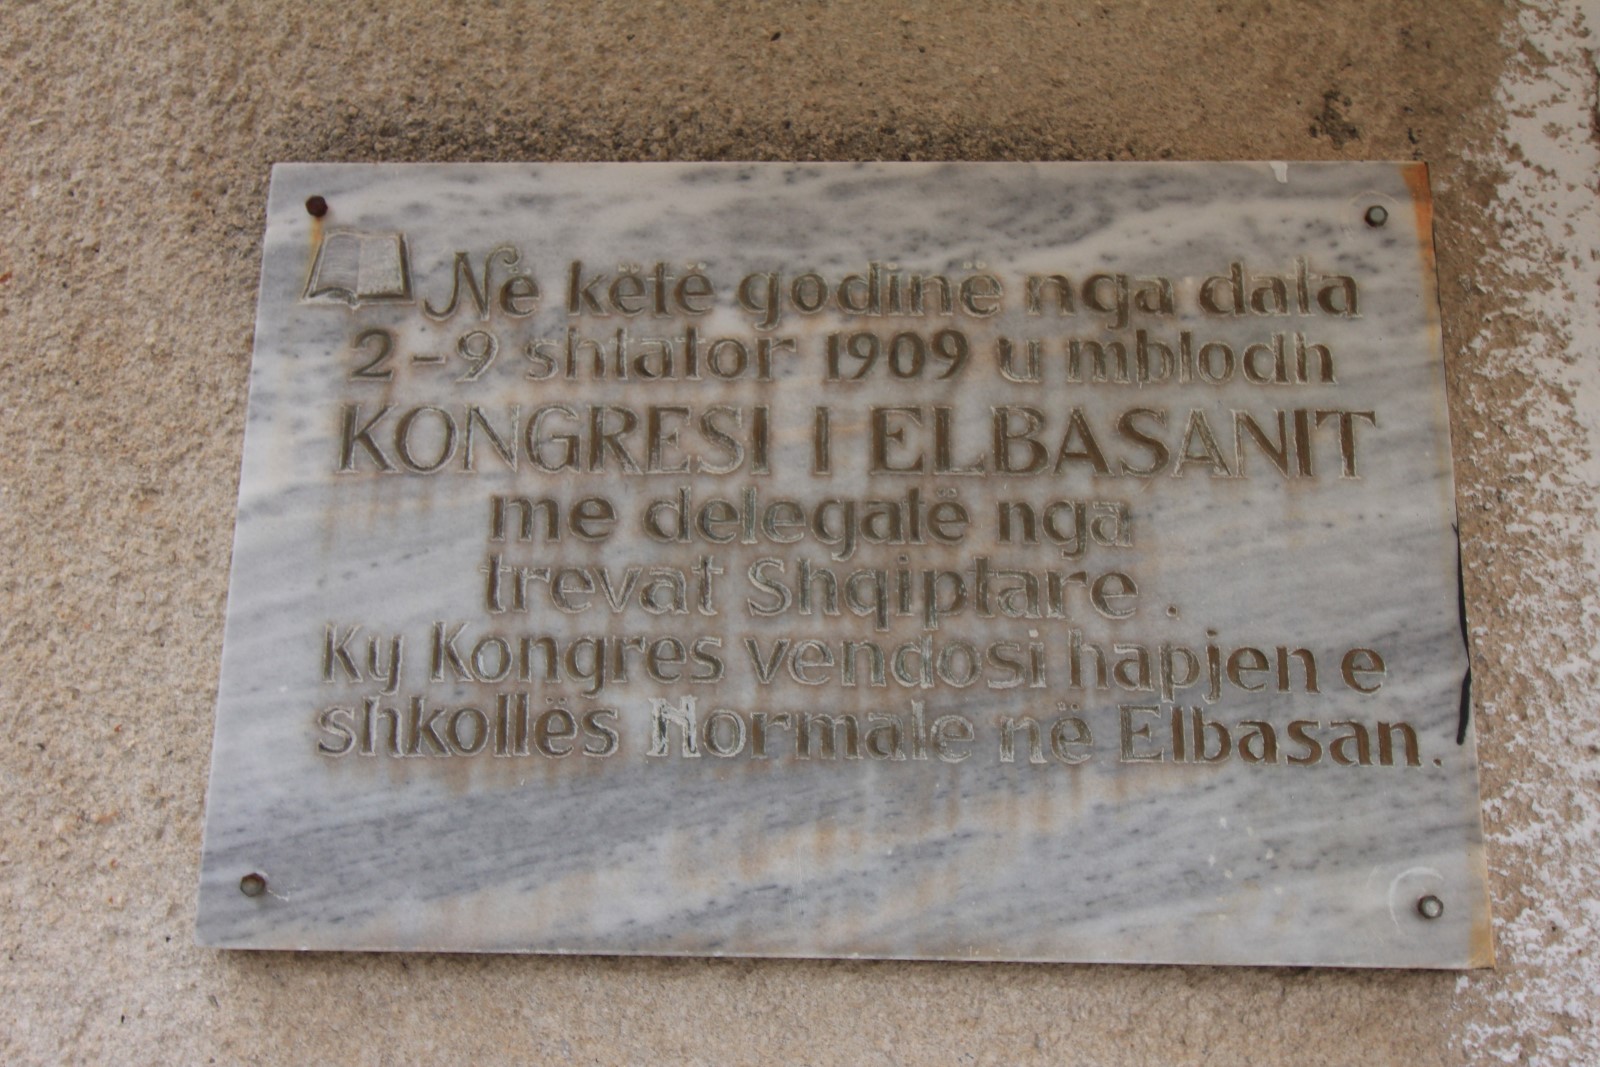 Në këtë godinë nga data
2-9 shtator 1909 u mblodh
KONGRESI I ELBASANIT
me delegatë nga
trevat Shqiptare.
Ky Kongres vendosi hapjen e
shkollës Normale në Elbasan.